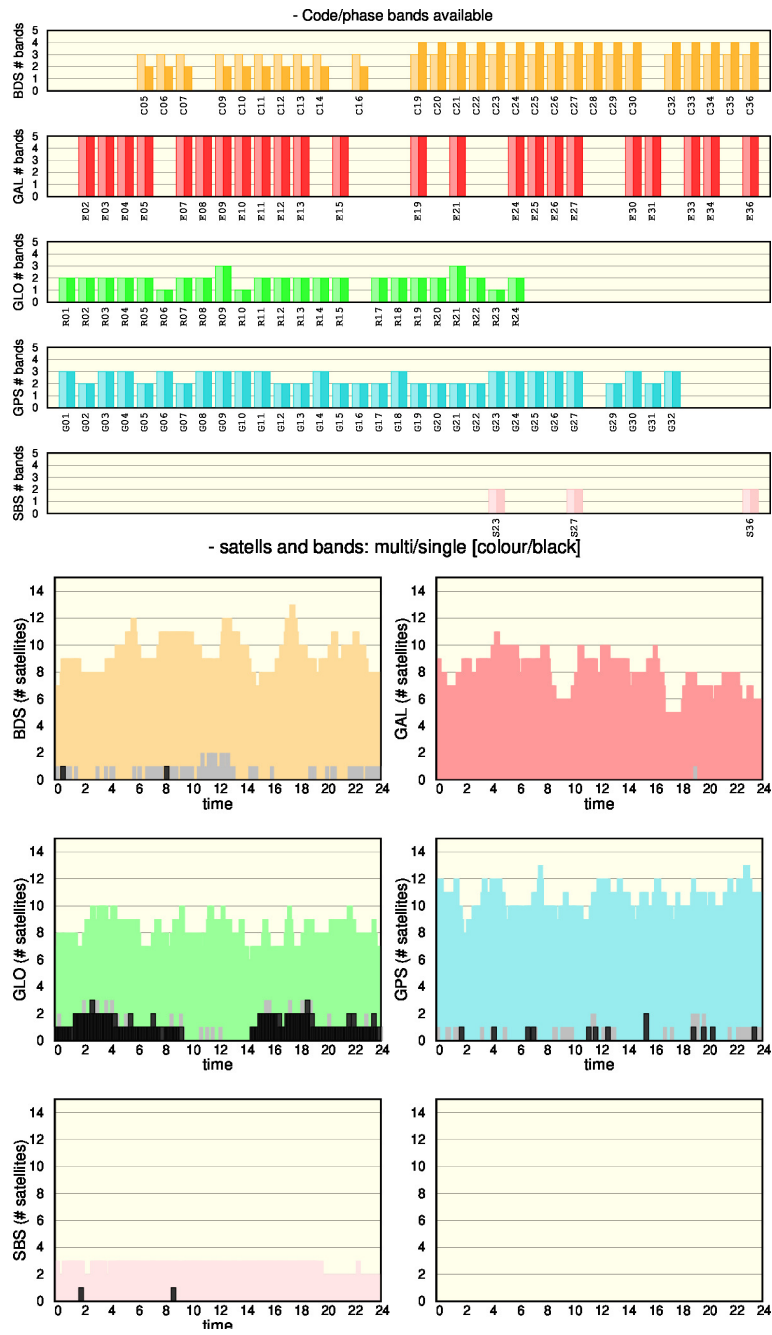 - Code/phase bands available
BDS # bands
5
4
3
2
1
0
C05 C06 C07 C09 C10 C11 C12 C13 C14 C16 C19 C20 C21 C22 C23 C24 C25 C26 C27 C28 C29 C30 C32 C33 C34 C35 C36
GAL # bands
5
4
3
2
1
0
E02 E03 E04 E05 E07 E08 E09 E10 E11 E12 E13 E15 E19 E21 E24 E25 E26 E27 E30 E31 E33 E34 E36
GLO # bands
5
4
3
2
1
0
R01 R02 R03 R04 R05 R06 R07 R08 R09 R10 R11 R12 R13 R14 R15 R17 R18 R19 R20 R21 R22 R23 R24
GPS # bands
5
4
3
2
1
0
G01 G02 G03 G04 G05 G06 G07 G08 G09 G10 G11 G12 G13 G14 G15 G16 G17 G18 G19 G20 G21 G22 G23 G24 G25 G26 G27 G29 G30 G31 G32
SBS # bands
5
4
3
2
1
0
S23 S27 S36
- satells and bands: multi/single [colour/black]
BDS (# satellites)
14
12
10
8
6
4
2
0
0 2 4 6 8 10 12 14 16 18 20 22 24
time
GAL (# satellites)
14
12
10
8
6
4
2
0
0 2 4 6 8 10 12 14 16 18 20 22 24
time
GLO (# satellites)
14
12
10
8
6
4
2
0
0 2 4 6 8 10 12 14 16 18 20 22 24
time
GPS (# satellites)
14
12
10
8
6
4
2
0
0 2 4 6 8 10 12 14 16 18 20 22 24
time
SBS (# satellites)
14
12
10
8
6
4
2
0
0 2 4 6 8 10 12 14 16 18 20 22 24
time
14
12
10
8
6
4
2
0
0 2 4 6 8 10 12 14 16 18 20 22 24